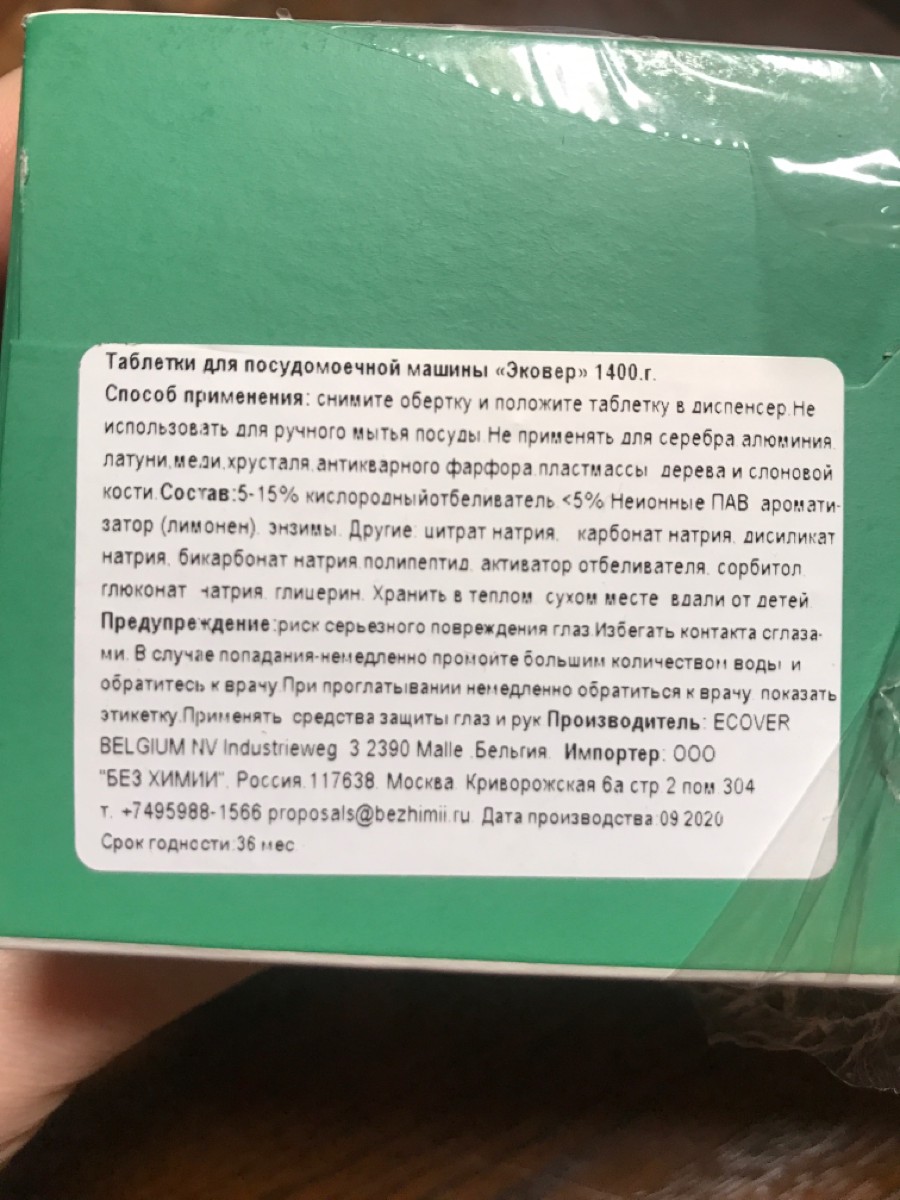 Таблетки для посудомоечной машины «Эковер» 1400.г.
Способ применения: снимите обертку и положите таблетку в диспенсер.Не
использовать для ручного мытья посуды.Не применять для серебра алюминия.
латуни,меди,хрусталя,антикварного фарфора,пластмассы дерева и слоновой
кости.Состав:5-15% кислородныйотбеливатель.<5% Неионные ПАВ аромати-
затор (лимонен). энзимы. Другие: цитрат натрия, карбонат натрия, дисиликат
натрия, бикарбонат натрия,полипептид, активатор отбеливателя, сорбитол,
глюконат натрия, глицерин. Хранить в теплом, сухом месте вдали от детей.
Предупреждение:риск серьезного повреждения глаз.Избегать контакта сглаза-
ми. В случае попадания-немедленно промойте большим количеством воды и
обратитесь к врачу.При проглатывании немедленно обратиться к врачу показать
этикетку.Применять средства защиты глаз и рук Производитель: ECOVER
BELGIUM NV Industrieweg 3 2390 Malle .Бельгия. Импортер: ООО
"БЕЗ ХИМИИ", Россия,117638, Москва, Криворожская 6а стр.2 пом.304
т. +7495988-1566 proposals@bezhimii.ru. Дата производства:09.2020
Срок годности:36 мес.